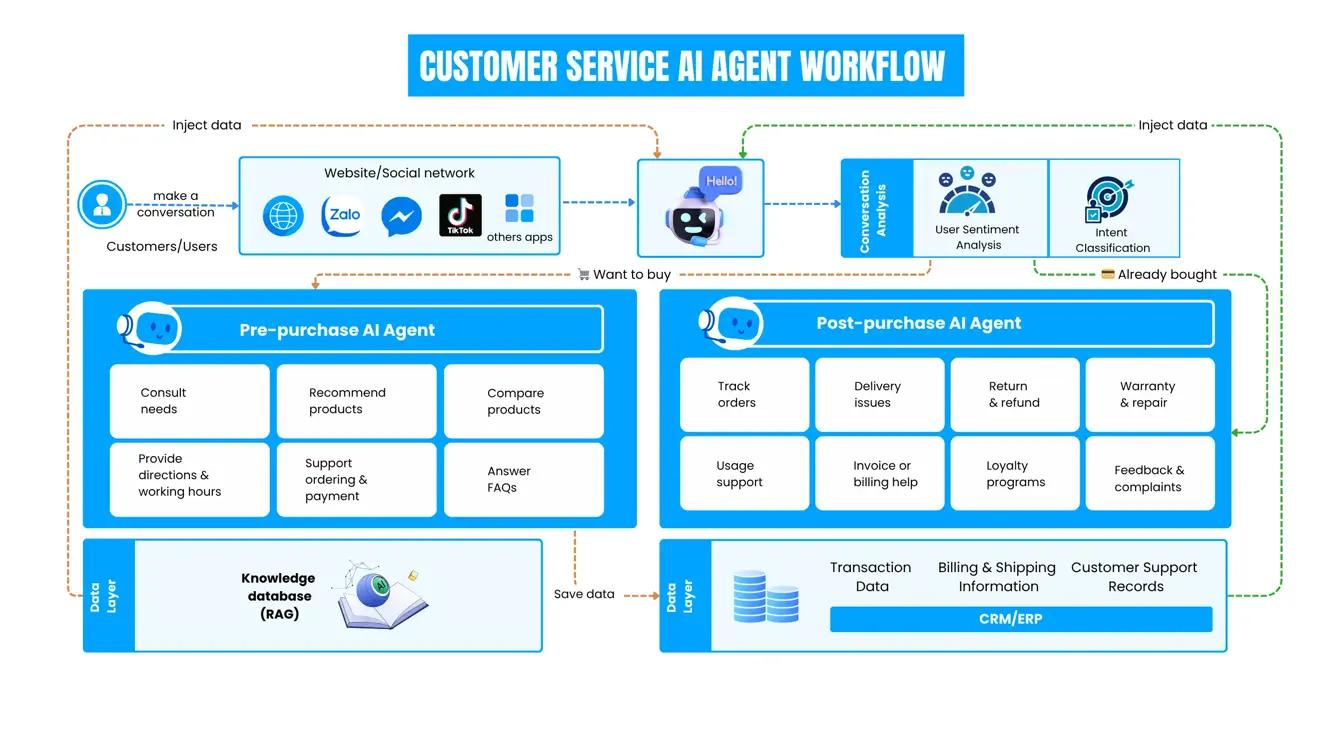 CUSTOMER SERVICE AI AGENT WORKFLOW
Inject data
Inject data
make a
conversation
Customers/Users
Website/Social network
Zalo
TikTok
others apps
Hello!
Conversation
Analysis
User Sentiment
Analysis
Intent
Classification
Want to buy
Already bought
Pre-purchase AI Agent
Consult
needs
Recommend
products
Compare
products
Provide
directions &
working hours
Support
ordering &
payment
Answer
FAQs
Post-purchase AI Agent
Track
orders
Delivery
issues
Return
& refund
Warranty
& repair
Usage
support
Invoice or
billing help
Loyalty
programs
Feedback &
complaints
Data
Layer
Knowledge
database
(RAG)
AI
Save data
Data
Layer
Transaction
Data
Billing & Shipping
Information
Customer Support
Records
CRM/ERP